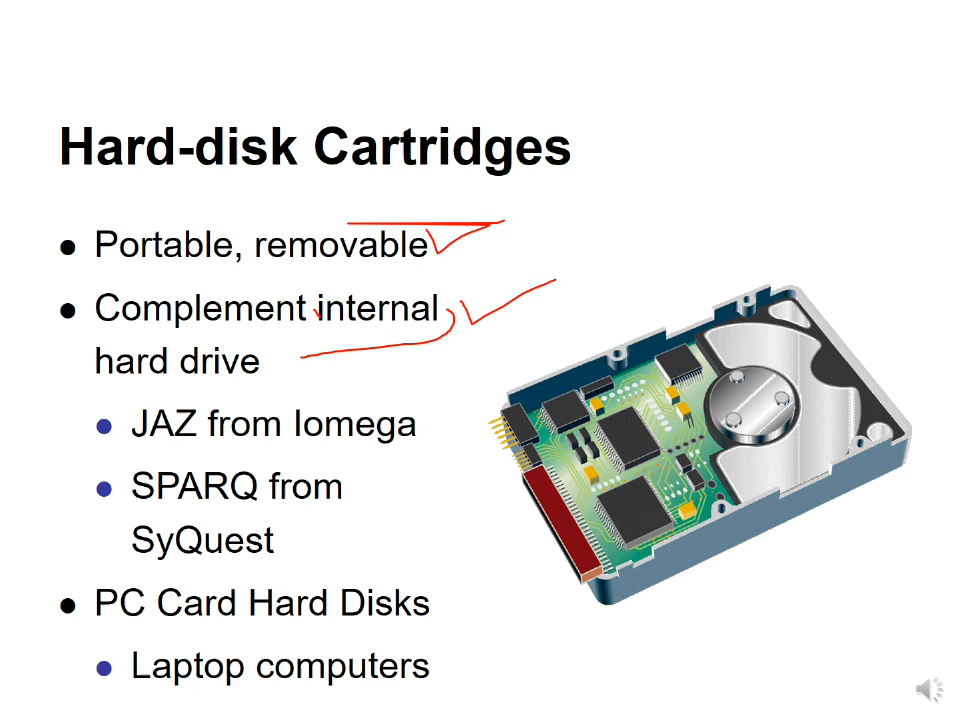 Hard-disk Cartridges
● Portable, removable
● Complement internal
hard drive
● JAZ from Iomega
● SPARQ from
SyQuest
● PC Card Hard Disks
● Laptop computers